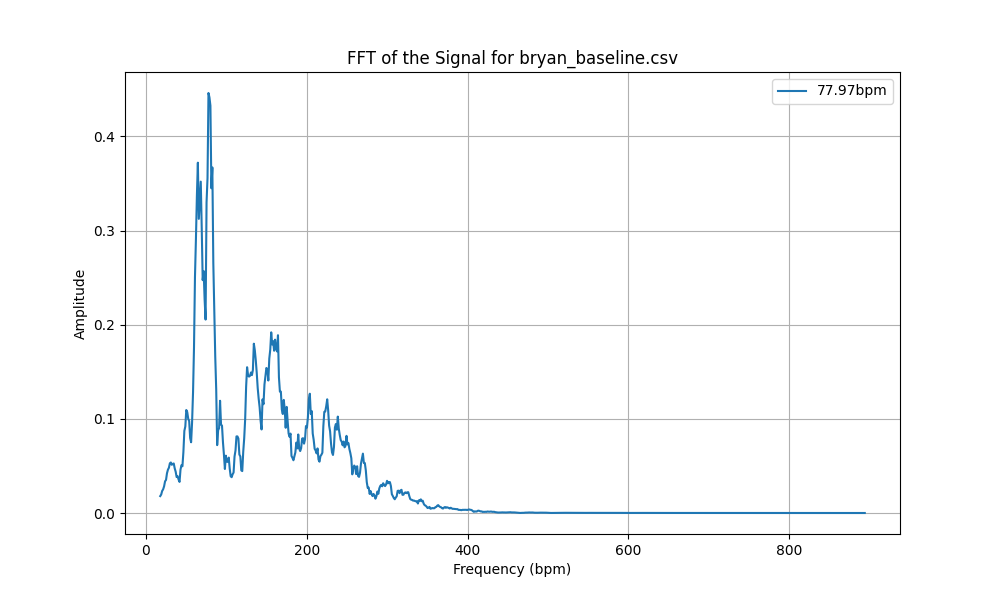 FFT of the Signal for bryan_baseline.csv
77.97bpm
Amplitude
0.4
0.3
0.2
0.1
0.0
0
200
400
600
800
Frequency (bpm)